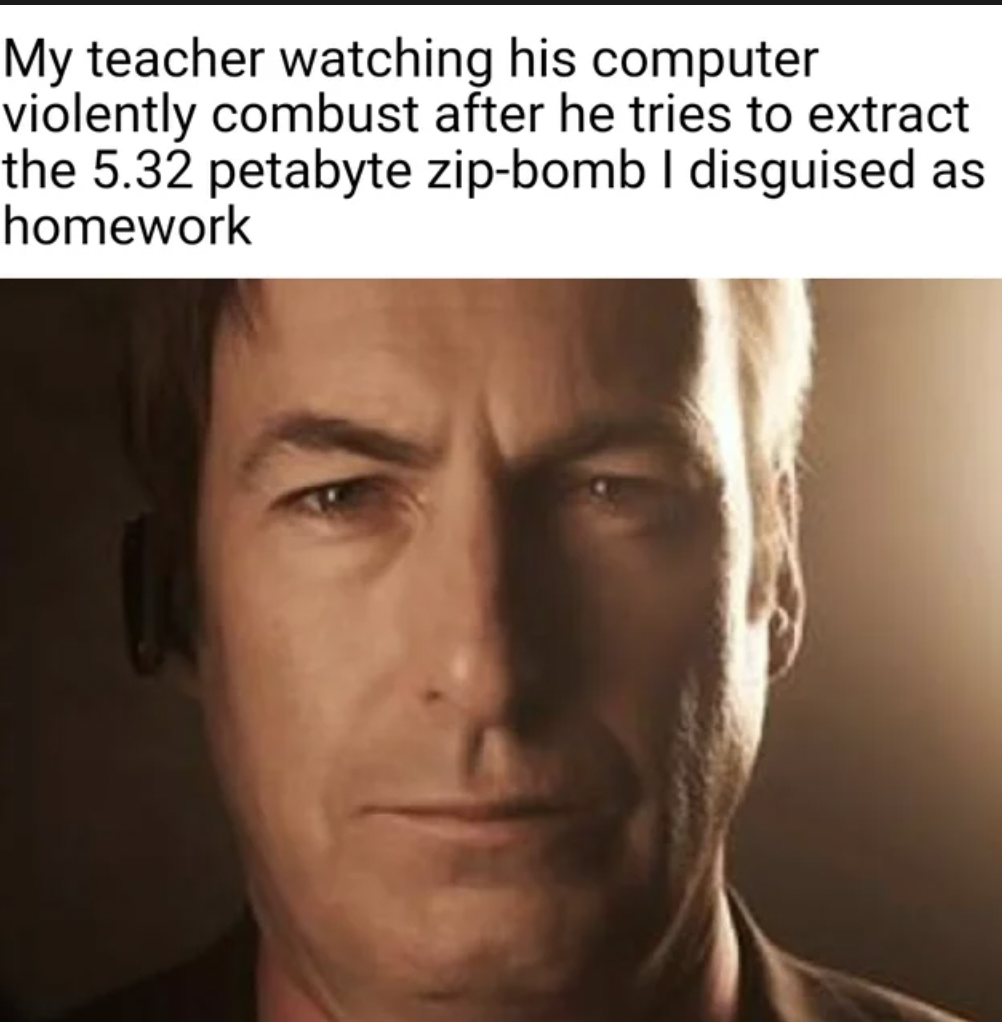 My teacher watching his computer
violently combust after he tries to extract
the 5.32 petabyte zip-bomb I disguised as
homework